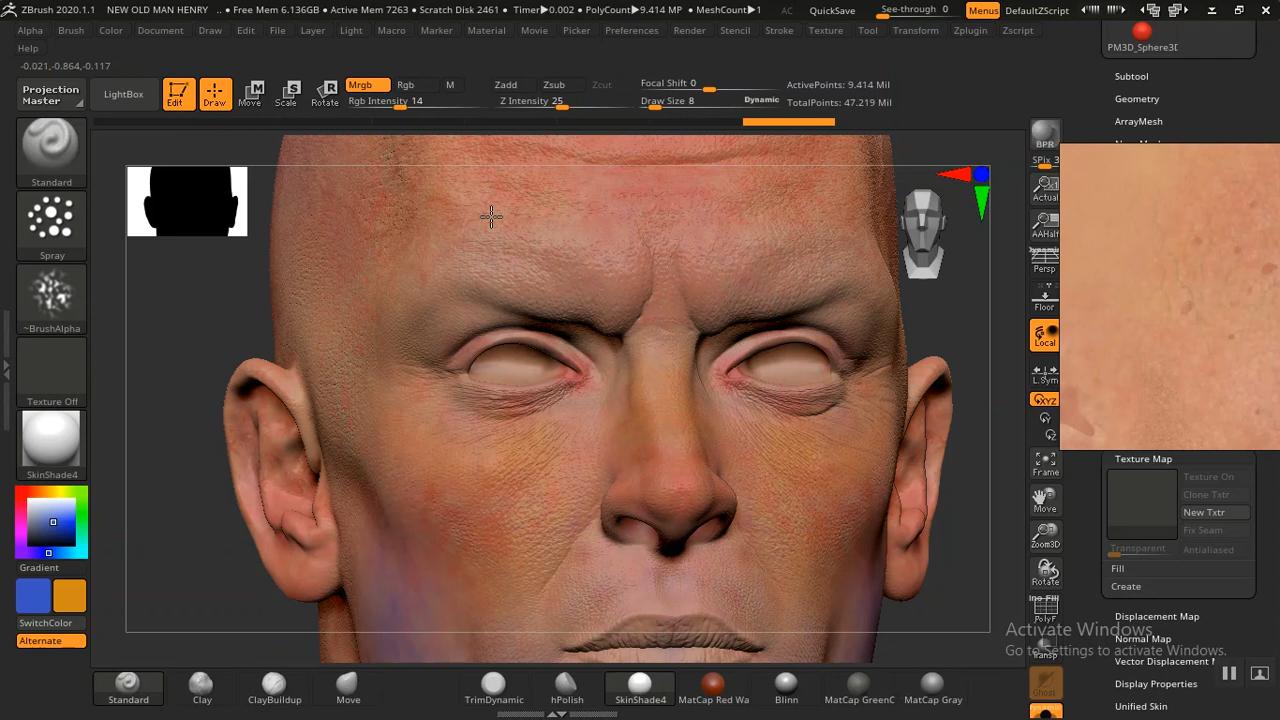 ZBrush 2020.1.1 NEW OLD MAN HENRY .. • Free Mem 6.136GB • Active Mem 7263 • Scratch Disk 2461 • Timer▶0.002 • PolyCount▶9.414 MP • MeshCount▶1 AC QuickSave See-through 0 Menus DefaultZScript
Alpha Brush Color Document Draw Edit File Layer Light Macro Marker Material Movie Picker Preferences Render Stencil Stroke Texture Tool Transform Zplugin Zscript
Help
PM3D_Sphere3D
-0.021,-0.864,-0.117
Projection Master
LightBox
Edit
Draw
Move
Scale
Rotate
Mrgb Rgb M
Rgb Intensity 14
Zadd Zsub Zcut
Z Intensity 25
Focal Shift 0
Draw Size 8
Dynamic
ActivePoints: 9.414 Mil
TotalPoints: 47.219 Mil
Subtool
Geometry
ArrayMesh
Standard
Spray
~BrushAlpha
Texture Off
SkinShade4
Gradient
SwitchColor
Alternate
BPR
SPix 3
Actual
AAHalf
Dynamic
Persp
Floor
Local
L.Sym
XYZ
Y
Z
Frame
Move
Zoom3D
Rotate
PolyF
Transp
Ghost
Dynamic
Texture Map
Texture On
Clone Txtr
New Txtr
Fix Seam
Transparent Antialiased
Fill
Create
Displacement Map
Normal Map
Vector Displacement
Display Properties
Unified Skin
Activate Windows
Go to Settings to activate Windows.
Standard Clay ClayBuildup Move TrimDynamic hPolish SkinShade4 MatCap Red Wa Blinn MatCap GreenC MatCap Gray